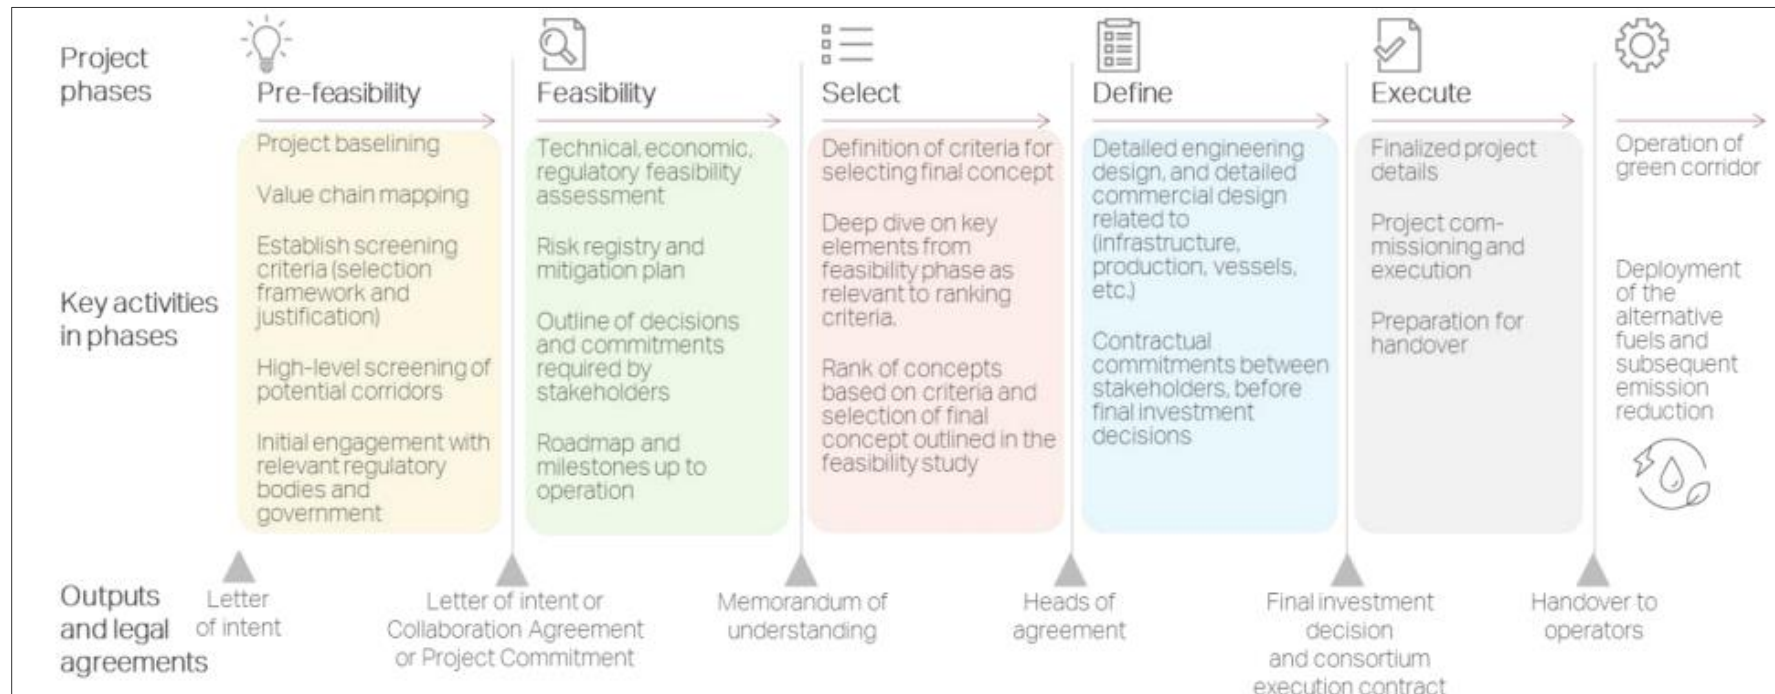 Project
phases
Pre-feasibility
Feasibility
Select
Define
Execute
Key activities
in phases
Project baselining
Value chain mapping
Establish screening
criteria (selection
framework and
justification)
High-level screening of
potential corridors
Initial engagement with
relevant regulatory
bodies and
government
Technical, economic,
regulatory feasibility
assessment
Risk registry and
mitigation plan
Outline of decisions
and commitments
required by
stakeholders
Roadmap and
milestones up to
operation
Definition of criteria for
selecting final concept
Deep dive on key
elements from
feasibility phase as
relevant to ranking
criteria.
Rank of concepts
based on criteria and
selection of final
concept outlined in the
feasibility study
Detailed engineering
design, and detailed
commercial design
related to
(infrastructure,
production, vessels,
etc.)
Contractual
commitments between
stakeholders, before
final investment
decisions
Finalized project
details
Project com-
missioning and
execution
Preparation for
handover
Operation of
green corridor
Deployment
of the
alternative
fuels and
subsequent
emission
reduction
Outputs
and legal
agreements
Letter
of intent
Letter of intent or
Collaboration Agreement
or Project Commitment
Memorandum of
understanding
Heads of
agreement
Final investment
decision
and consortium
execution contract
Handover to
operators